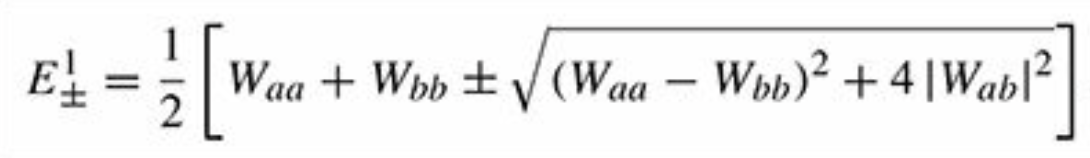 E^1_± = 1/2 [ W_aa + W_bb ± √((W_aa − W_bb)^2 + 4 |W_ab|^2) ]